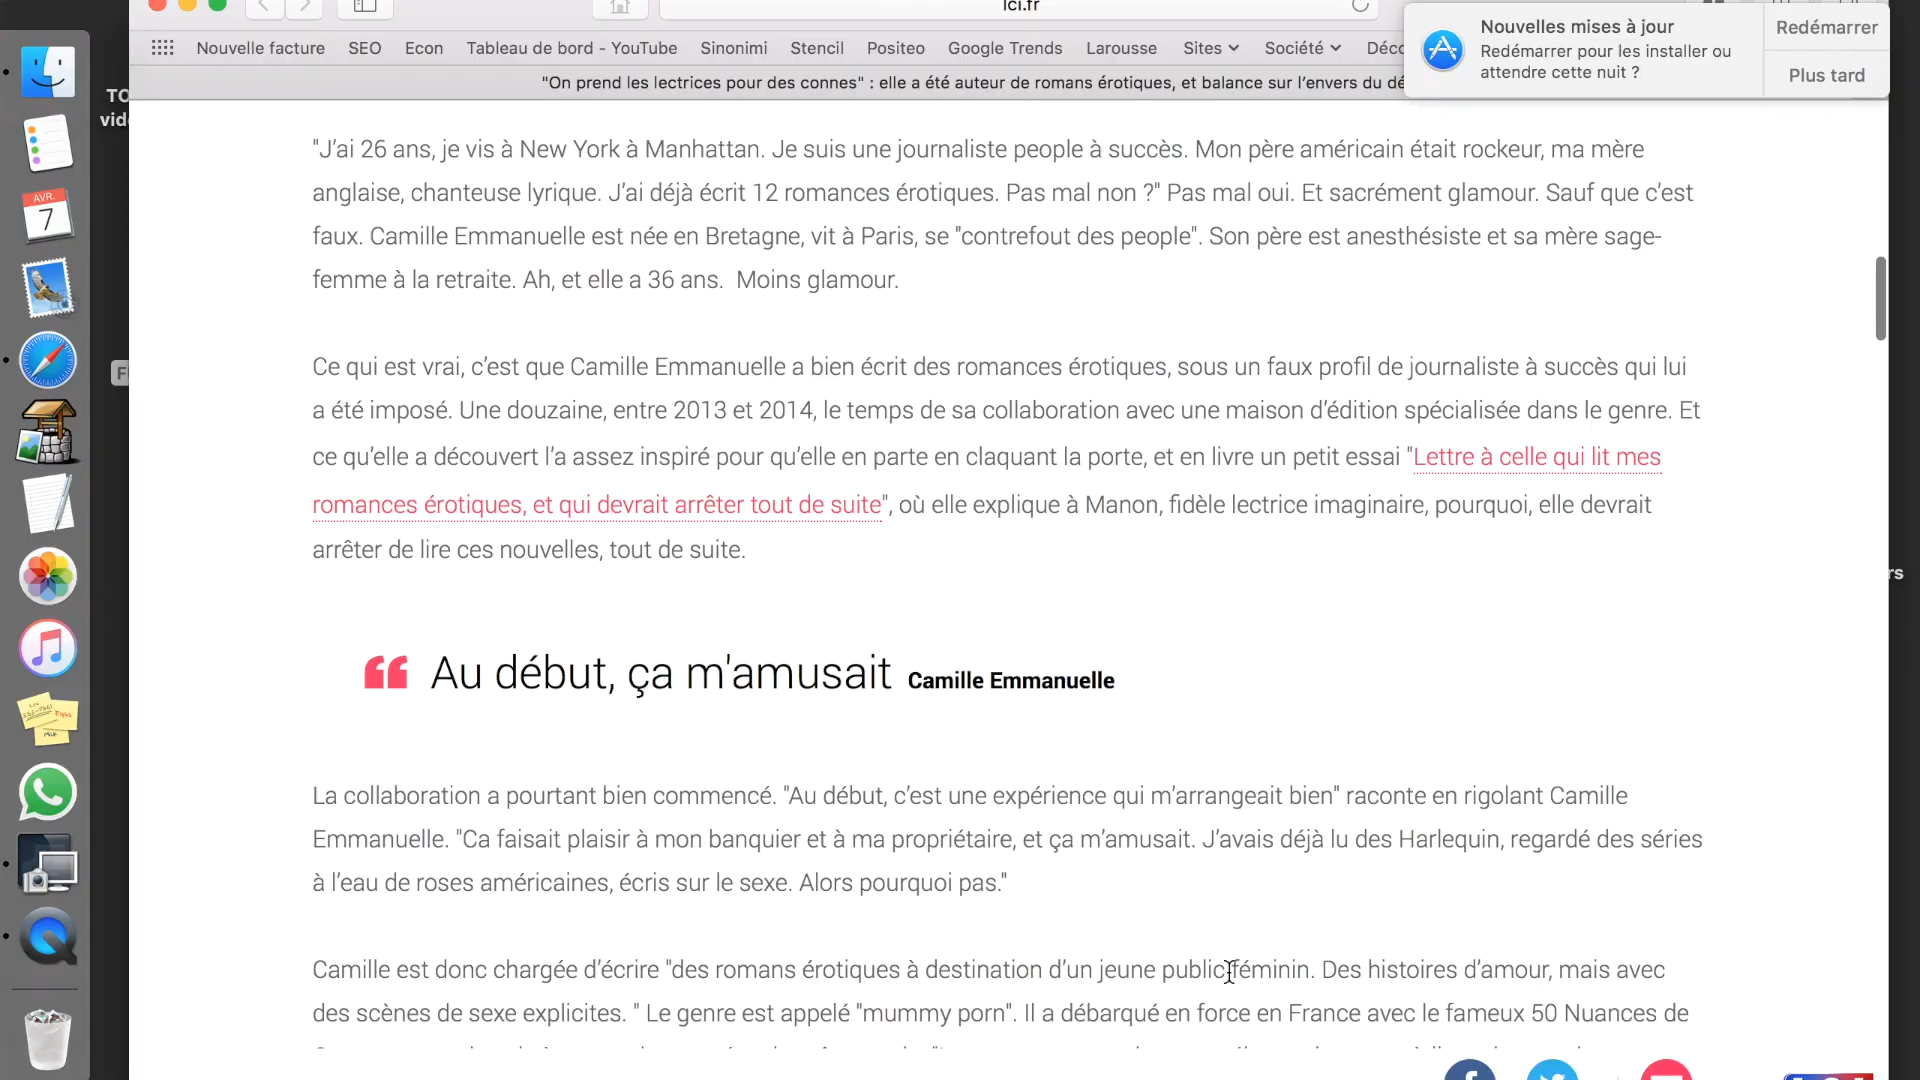 lci.fr
Nouvelle facture SEO Econ Tableau de bord - YouTube Sinonimi Stencil Positeo Google Trends Larousse Sites Société Déco
Nouvelles mises à jour
Redémarrer pour les installer ou
attendre cette nuit ?
Redémarrer
Plus tard
"On prend les lectrices pour des connes" : elle a été auteur de romans érotiques, et balance sur l'envers du dé
AVR.
7
"J'ai 26 ans, je vis à New York à Manhattan. Je suis une journaliste people à succès. Mon père américain était rockeur, ma mère
anglaise, chanteuse lyrique. J'ai déjà écrit 12 romances érotiques. Pas mal non ?" Pas mal oui. Et sacrément glamour. Sauf que c'est
faux. Camille Emmanuelle est née en Bretagne, vit à Paris, se "contrefout des people". Son père est anesthésiste et sa mère sage-
femme à la retraite. Ah, et elle a 36 ans.  Moins glamour.
Ce qui est vrai, c'est que Camille Emmanuelle a bien écrit des romances érotiques, sous un faux profil de journaliste à succès qui lui
a été imposé. Une douzaine, entre 2013 et 2014, le temps de sa collaboration avec une maison d'édition spécialisée dans le genre. Et
ce qu'elle a découvert l'a assez inspiré pour qu'elle en parte en claquant la porte, et en livre un petit essai "Lettre à celle qui lit mes
romances érotiques, et qui devrait arrêter tout de suite", où elle explique à Manon, fidèle lectrice imaginaire, pourquoi, elle devrait
arrêter de lire ces nouvelles, tout de suite.
Au début, ça m'amusait Camille Emmanuelle
La collaboration a pourtant bien commencé. "Au début, c'est une expérience qui m'arrangeait bien" raconte en rigolant Camille
Emmanuelle. "Ca faisait plaisir à mon banquier et à ma propriétaire, et ça m'amusait. J'avais déjà lu des Harlequin, regardé des séries
à l'eau de roses américaines, écris sur le sexe. Alors pourquoi pas."
Camille est donc chargée d'écrire "des romans érotiques à destination d'un jeune public féminin. Des histoires d'amour, mais avec
des scènes de sexe explicites. " Le genre est appelé "mummy porn". Il a débarqué en force en France avec le fameux 50 Nuances de